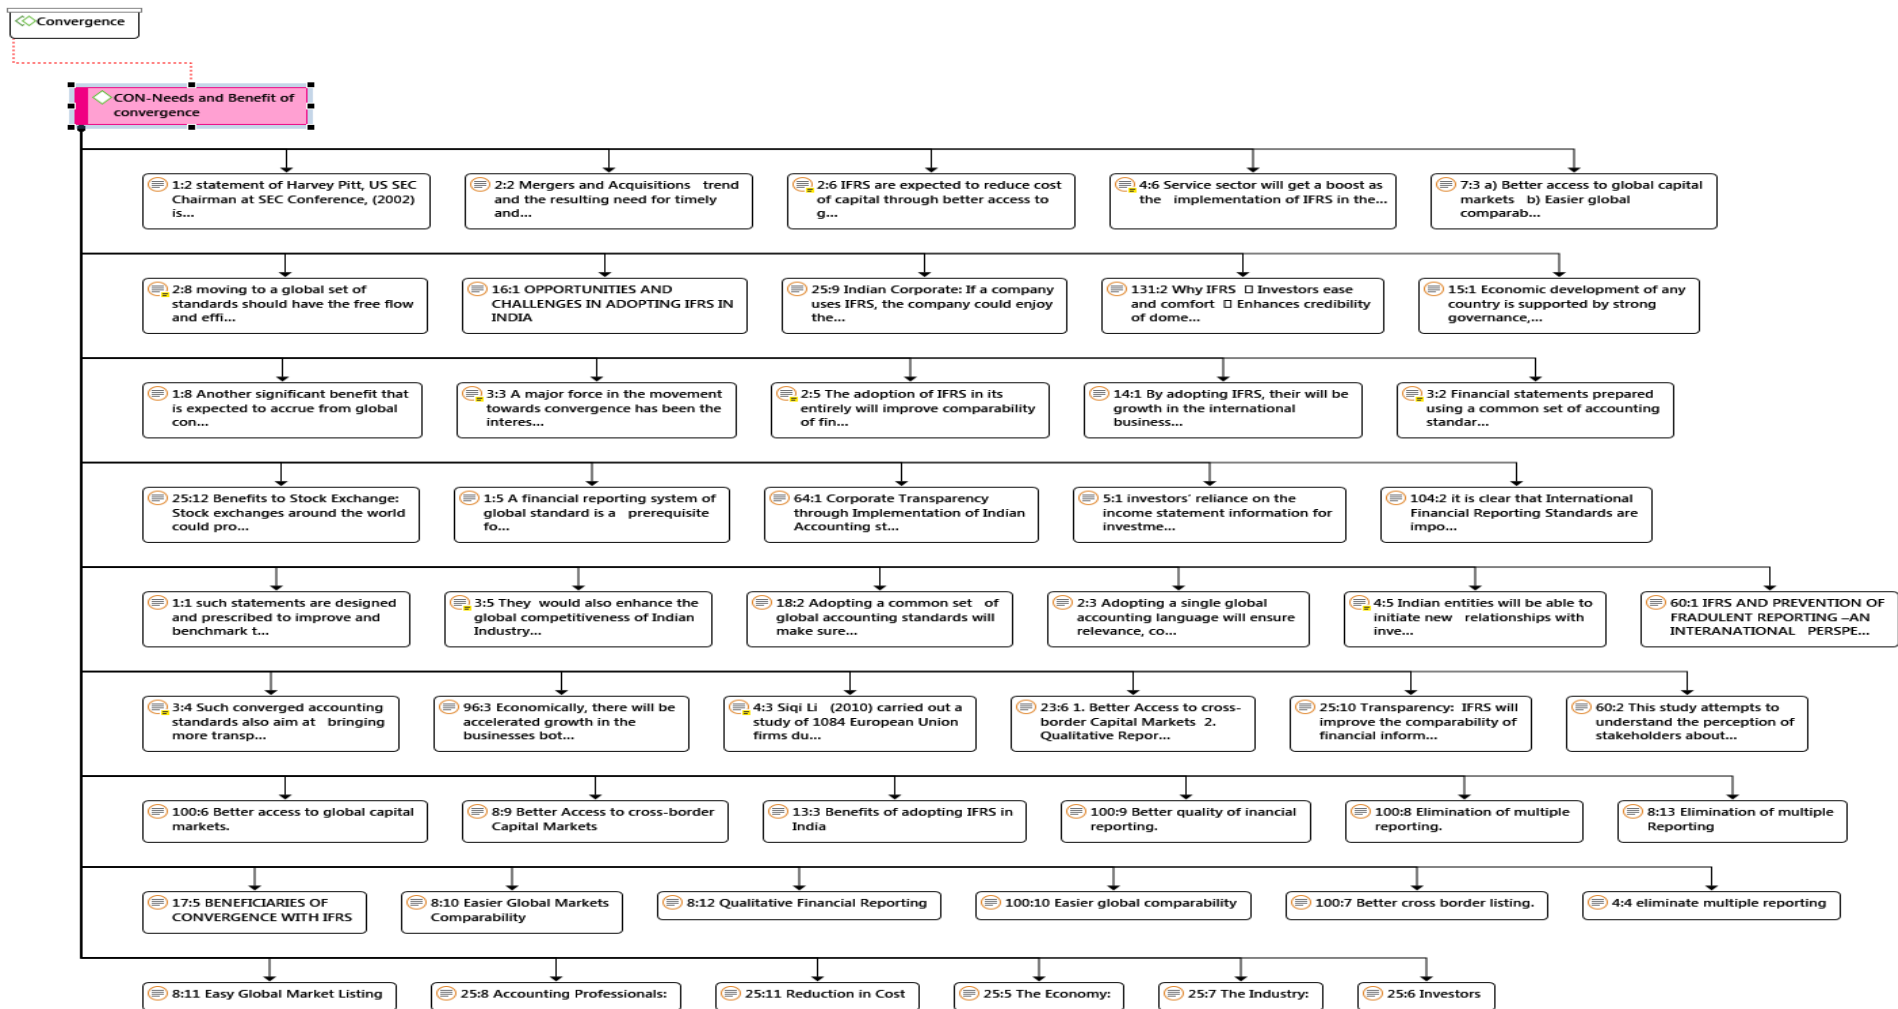 Convergence
CON-Needs and Benefit of
convergence
1:2 statement of Harvey Pitt, US SEC
Chairman at SEC Conference, (2002)
is...
2:2 Mergers and Acquisitions trend
and the resulting need for timely
and...
2:6 IFRS are expected to reduce cost
of capital through better access to
g...
4:6 Service sector will get a boost as
the implementation of IFRS in the...
7:3 a) Better access to global capital
markets b) Easier global
comparab...
2:8 moving to a global set of
standards should have the free flow
and effi...
16:1 OPPORTUNITIES AND
CHALLENGES IN ADOPTING IFRS IN
INDIA
25:9 Indian Corporate: If a company
uses IFRS, the company could enjoy
the...
131:2 Why IFRS ▯ Investors ease
and comfort ▯ Enhances credibility
of dome...
15:1 Economic development of any
country is supported by strong
governance,...
1:8 Another significant benefit that
is expected to accrue from global
con...
3:3 A major force in the movement
towards convergence has been the
interes...
2:5 The adoption of IFRS in its
entirely will improve comparability
of fin...
14:1 By adopting IFRS, their will be
growth in the international
business...
3:2 Financial statements prepared
using a common set of accounting
standar...
25:12 Benefits to Stock Exchange:
Stock exchanges around the world
could pro...
1:5 A financial reporting system of
global standard is a prerequisite
fo...
64:1 Corporate Transparency
through Implementation of Indian
Accounting st...
5:1 investors' reliance on the
income statement information for
investme...
104:2 it is clear that International
Financial Reporting Standards are
impo...
1:1 such statements are designed
and prescribed to improve and
benchmark t...
3:5 They would also enhance the
global competitiveness of Indian
Industry...
18:2 Adopting a common set of
global accounting standards will
make sure...
2:3 Adopting a single global
accounting language will ensure
relevance, co...
4:5 Indian entities will be able to
initiate new relationships with
inve...
60:1 IFRS AND PREVENTION OF
FRADULENT REPORTING –AN
INTERANATIONAL PERSPE...
3:4 Such converged accounting
standards also aim at bringing
more transp...
96:3 Economically, there will be
accelerated growth in the
businesses bot...
4:3 Siqi Li (2010) carried out a
study of 1084 European Union
firms du...
23:6 1. Better Access to cross-
border Capital Markets 2.
Qualitative Repor...
25:10 Transparency: IFRS will
improve the comparability of
financial inform...
60:2 This study attempts to
understand the perception of
stakeholders about...
100:6 Better access to global capital
markets.
8:9 Better Access to cross-border
Capital Markets
13:3 Benefits of adopting IFRS in
India
100:9 Better quality of inancial
reporting.
100:8 Elimination of multiple
reporting.
8:13 Elimination of multiple
Reporting
17:5 BENEFICIARIES OF
CONVERGENCE WITH IFRS
8:10 Easier Global Markets
Comparability
8:12 Qualitative Financial Reporting
100:10 Easier global comparability
100:7 Better cross border listing.
4:4 eliminate multiple reporting
8:11 Easy Global Market Listing
25:8 Accounting Professionals:
25:11 Reduction in Cost
25:5 The Economy:
25:7 The Industry:
25:6 Investors